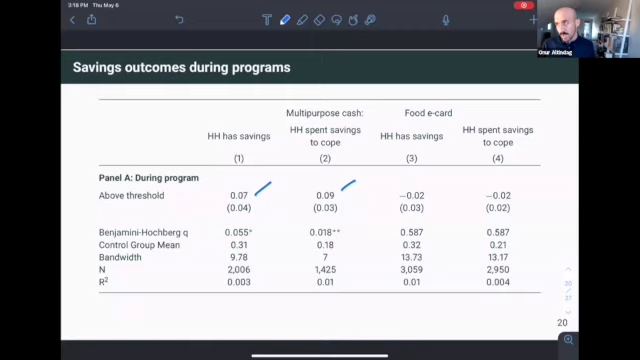 3:18 PM Thu May 6
Onur Altindag
Savings outcomes during programs
Multipurpose cash: Food e-card
HH has savings HH spent savings to cope HH has savings HH spent savings to cope
(1) (2) (3) (4)
Panel A: During program
Above threshold 0.07 0.09 −0.02 −0.02
(0.04) (0.03) (0.03) (0.02)
Benjamini-Hochberg q 0.055* 0.018** 0.587 0.587
Control Group Mean 0.31 0.18 0.32 0.21
Bandwidth 9.78 7 13.73 13.17
N 2,006 1,425 3,059 2,950
R2 0.003 0.01 0.01 0.004
20
37
20